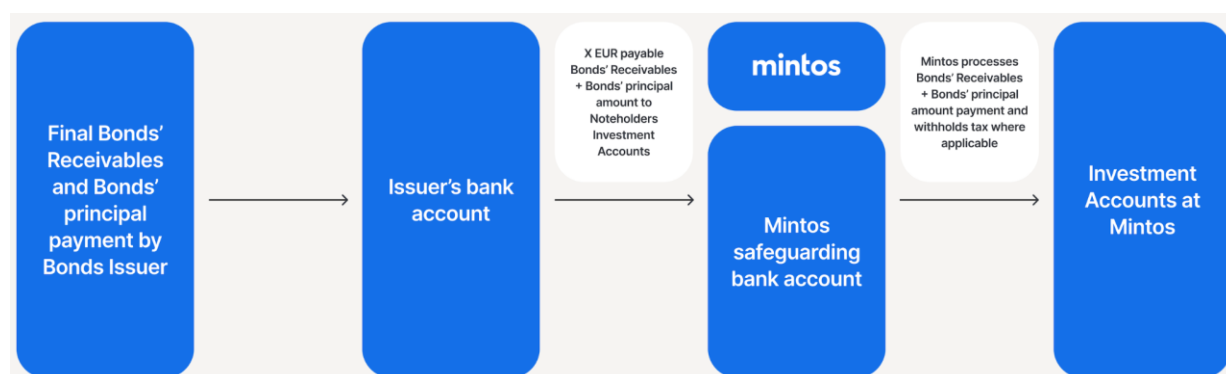 Final Bonds'
Receivables
and Bonds'
principal
payment by
Bonds Issuer
Issuer's bank
account
X EUR payable
Bonds' Receivables
+ Bonds' principal
amount to
Noteholders
Investment
Accounts
mintos
Mintos
safeguarding
bank account
Mintos processes
Bonds' Receivables
+ Bonds' principal
amount payment and
withholds tax where
applicable
Investment
Accounts at
Mintos